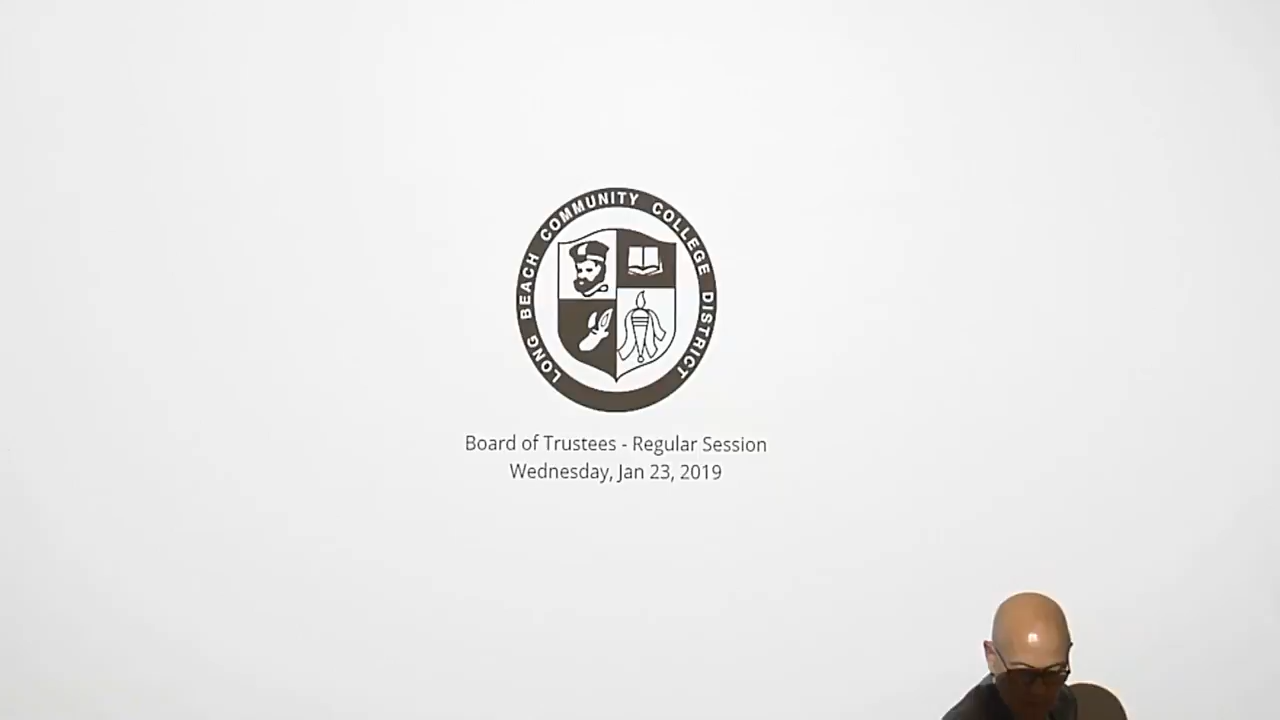 LONG BEACH COMMUNITY COLLEGE DISTRICT
Board of Trustees - Regular Session
Wednesday, Jan 23, 2019